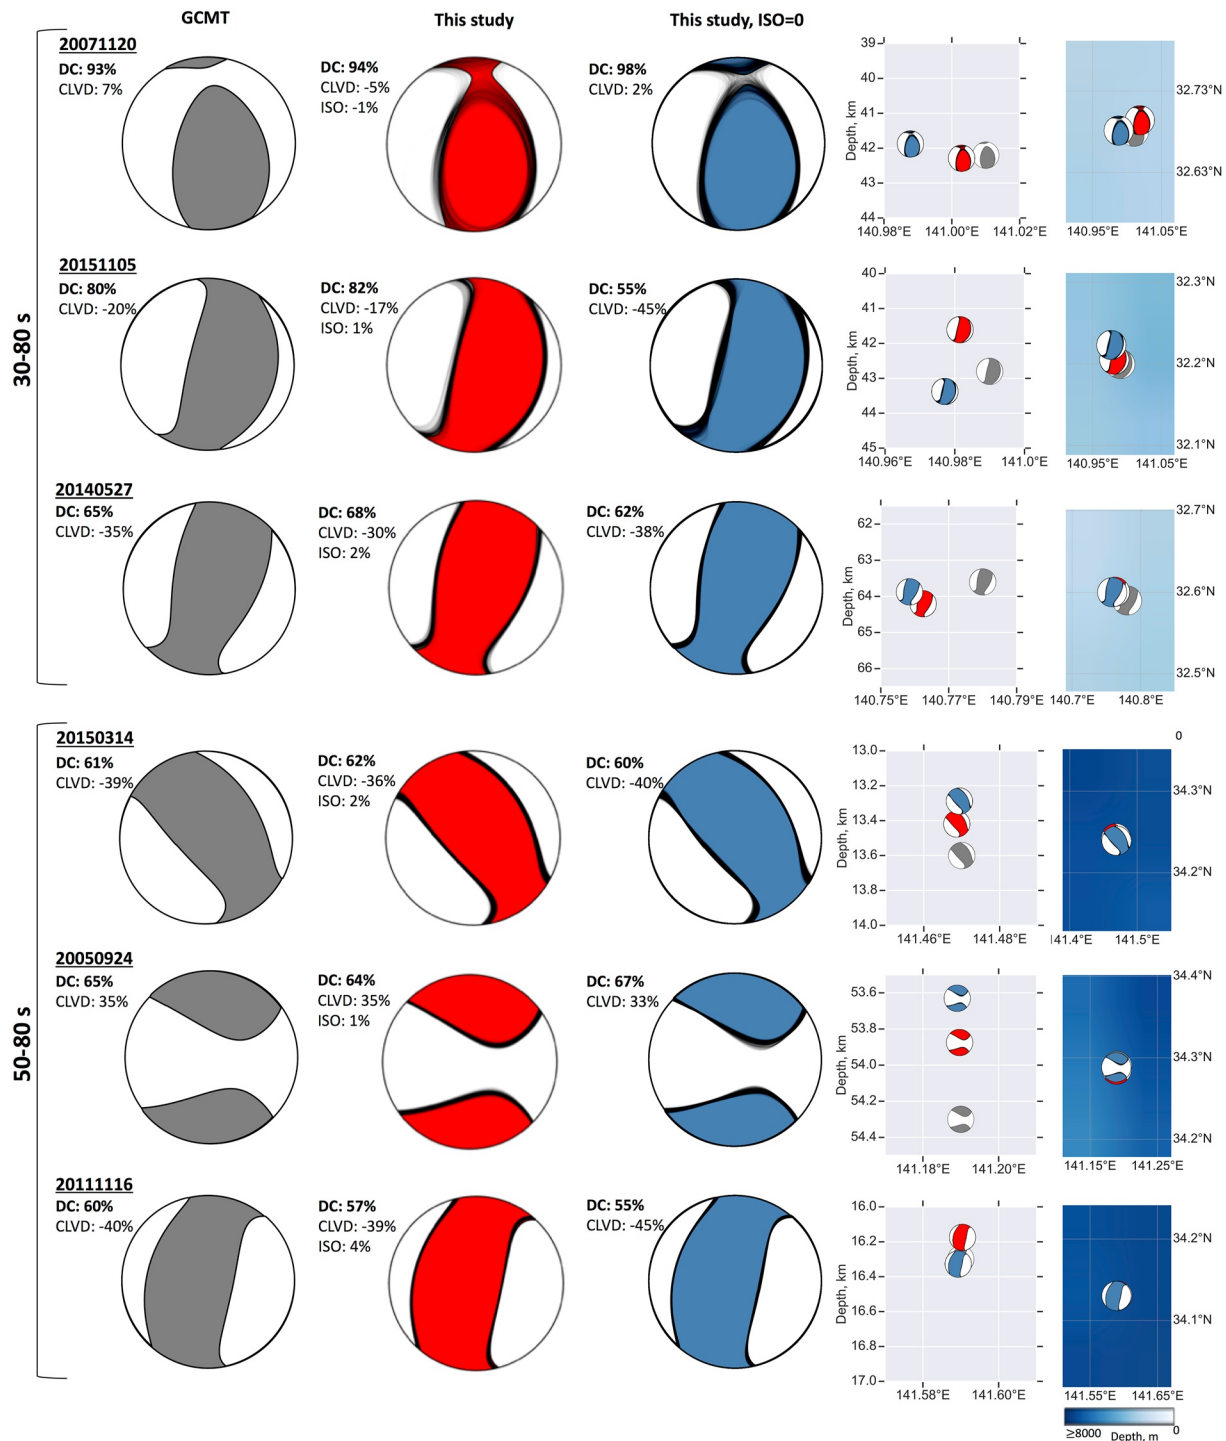 GCMT
This study
This study, ISO=0
30-80 s
20071120
DC: 93%
CLVD: 7%
DC: 94%
CLVD: -5%
ISO: -1%
DC: 98%
CLVD: 2%
Depth, km
39
40
41
42
43
44
140.98°E 141.00°E 141.02°E
32.73°N
32.63°N
140.95°E 141.05°E
20151105
DC: 80%
CLVD: -20%
DC: 82%
CLVD: -17%
ISO: 1%
DC: 55%
CLVD: -45%
Depth, km
40
41
42
43
44
45
140.96°E 140.98°E 141.0°E
32.3°N
32.2°N
32.1°N
140.95°E 141.05°E
20140527
DC: 65%
CLVD: -35%
DC: 68%
CLVD: -30%
ISO: 2%
DC: 62%
CLVD: -38%
Depth, km
62
63
64
65
66
140.75°E 140.77°E 140.79°E
32.7°N
32.6°N
32.5°N
140.7°E 140.8°E
50-80 s
20150314
DC: 61%
CLVD: -39%
DC: 62%
CLVD: -36%
ISO: 2%
DC: 60%
CLVD: -40%
Depth, km
13.0
13.2
13.4
13.6
13.8
14.0
141.46°E 141.48°E
0
34.3°N
34.2°N
141.4°E 141.5°E
20050924
DC: 65%
CLVD: 35%
DC: 64%
CLVD: 35%
ISO: 1%
DC: 67%
CLVD: 33%
Depth, km
53.6
53.8
54.0
54.2
54.4
141.18°E 141.20°E
34.4°N
34.3°N
34.2°N
141.15°E 141.25°E
20111116
DC: 60%
CLVD: -40%
DC: 57%
CLVD: -39%
ISO: 4%
DC: 55%
CLVD: -45%
Depth, km
16.0
16.2
16.4
16.6
16.8
17.0
141.58°E 141.60°E
34.2°N
34.1°N
141.55°E 141.65°E
≥8000 Depth, m 0